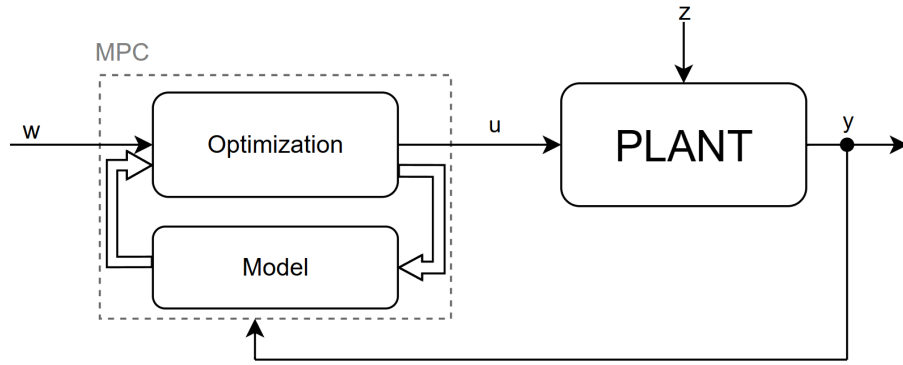 z
MPC
w
Optimization
u
PLANT
y
Model